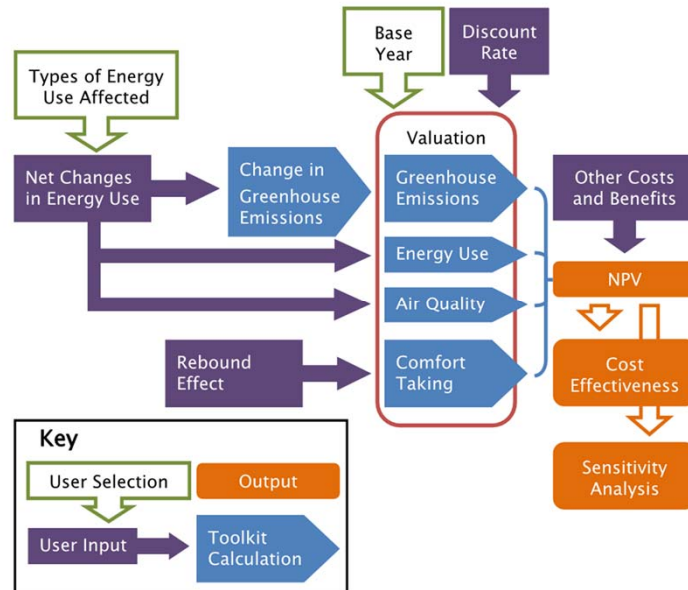 Base
Year
Discount
Rate
Types of Energy
Use Affected
Valuation
Net Changes
in Energy Use
Change in
Greenhouse
Emissions
Greenhouse
Emissions
Other Costs
and Benefits
Energy Use
NPV
Air Quality
Rebound
Effect
Comfort
Taking
Cost
Effectiveness
Sensitivity
Analysis
Key
User Selection
Output
User Input
Toolkit
Calculation